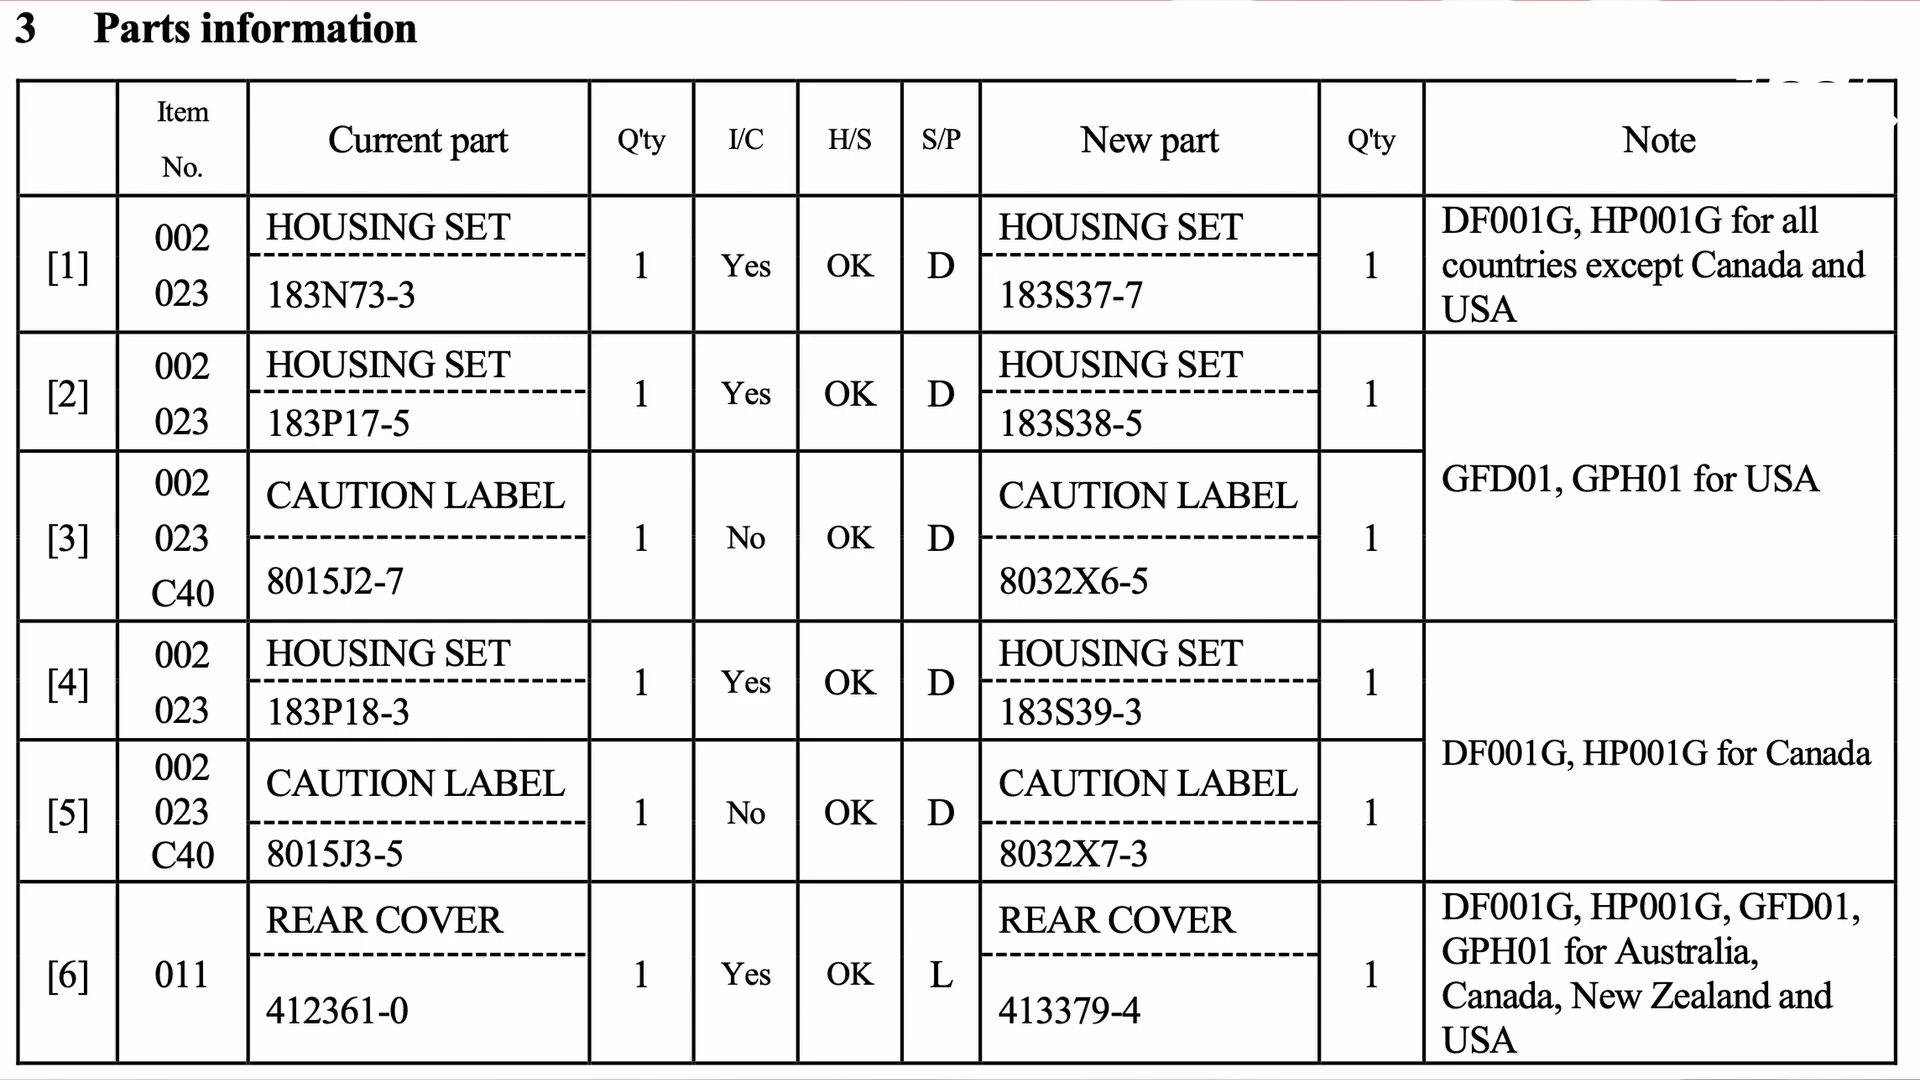 3 Parts information
Item No. Current part Q'ty I/C H/S S/P New part Q'ty Note
[1]
002
023
HOUSING SET
183N73-3
1 Yes OK D
HOUSING SET
183S37-7
1
DF001G, HP001G for all
countries except Canada and
USA
[2]
002
023
HOUSING SET
183P17-5
1 Yes OK D
HOUSING SET
183S38-5
1
GFD01, GPH01 for USA
[3]
002
023
C40
CAUTION LABEL
8015J2-7
1 No OK D
CAUTION LABEL
8032X6-5
1
[4]
002
023
HOUSING SET
183P18-3
1 Yes OK D
HOUSING SET
183S39-3
1
DF001G, HP001G for Canada
[5]
002
023
C40
CAUTION LABEL
8015J3-5
1 No OK D
CAUTION LABEL
8032X7-3
1
[6]
011
REAR COVER
412361-0
1 Yes OK L
REAR COVER
413379-4
1
DF001G, HP001G, GFD01,
GPH01 for Australia,
Canada, New Zealand and
USA